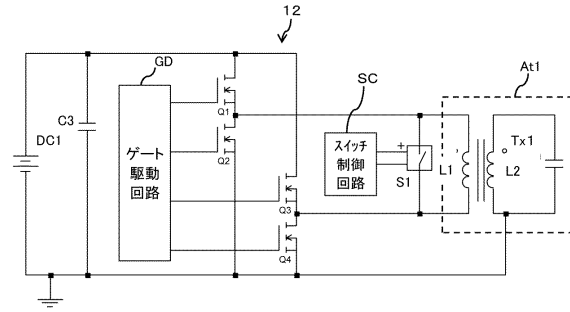 12
GD
At1
SC
C3
Q1
DC1
ゲート
駆動
回路
Q2
スイッチ
制御
回路
+
S1
L1
Tx1
L2
Q3
Q4